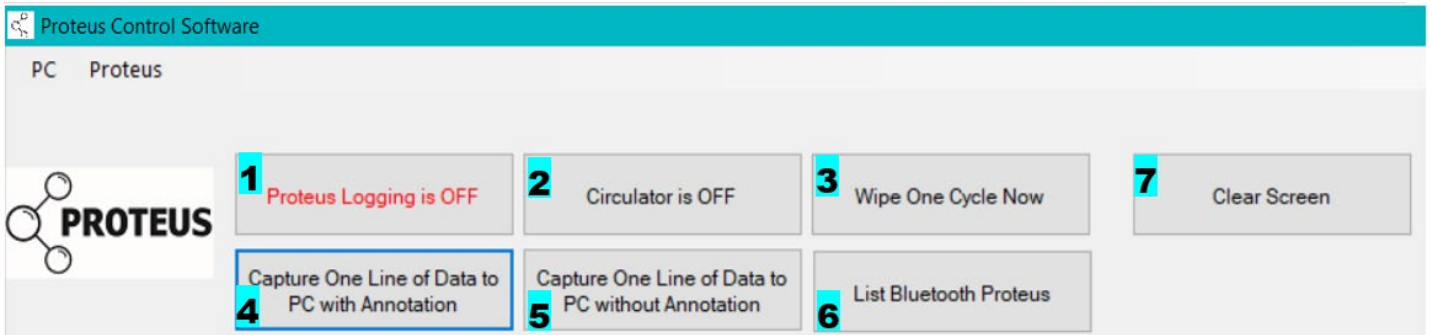 Proteus Control Software
PC Proteus
1 Proteus Logging is OFF
2 Circulator is OFF
3 Wipe One Cycle Now
7 Clear Screen
PROTEUS
4 Capture One Line of Data to
PC with Annotation
5 Capture One Line of Data to
PC without Annotation
6 List Bluetooth Proteus